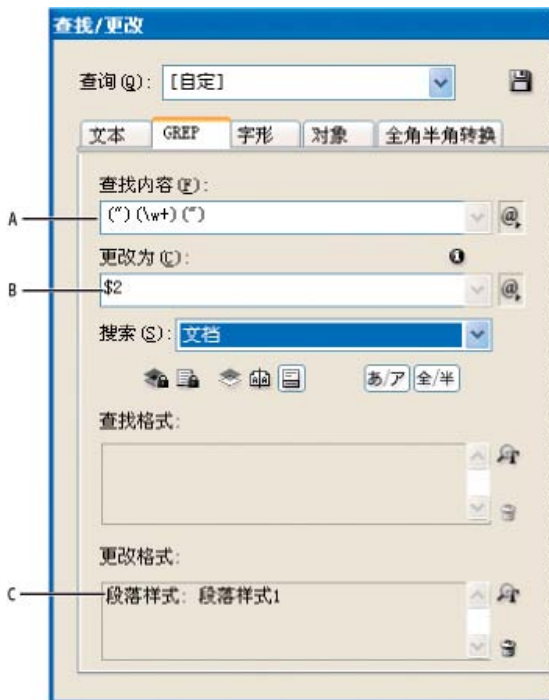 查找/更改
查询(Q): [自定]
文本 GREP 字形 对象 全角半角转换
查找内容(F):
A (")(\w+)(")
更改为(C):
B $2
搜索(S): 文档
あ/ア 全/半
查找格式:
更改格式:
C 段落样式: 段落样式1